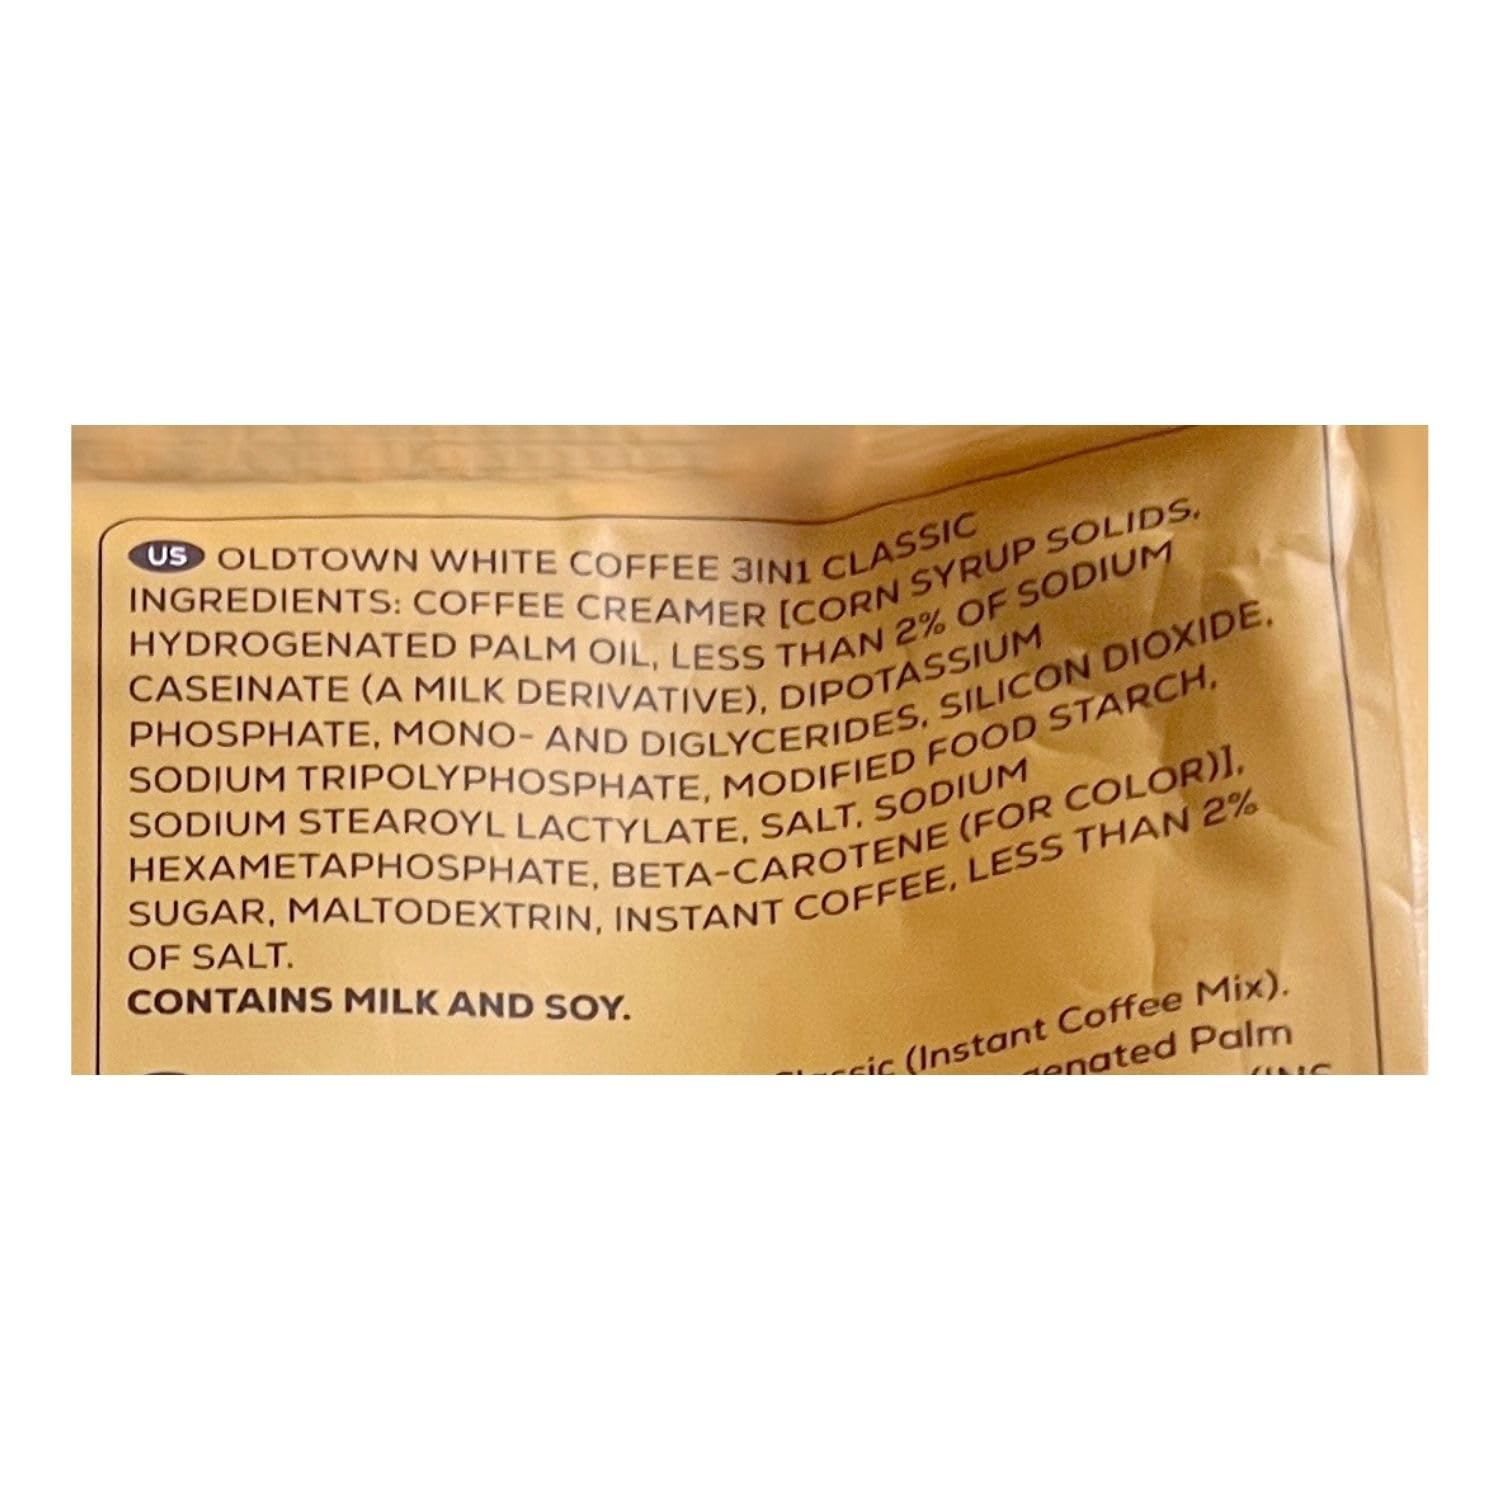 US OLDTOWN WHITE COFFEE 3IN1 CLASSIC
INGREDIENTS: COFFEE CREAMER [CORN SYRUP SOLIDS,
HYDROGENATED PALM OIL, LESS THAN 2% OF SODIUM
CASEINATE (A MILK DERIVATIVE), DIPOTASSIUM
PHOSPHATE, MONO- AND DIGLYCERIDES, SILICON DIOXIDE,
SODIUM TRIPOLYPHOSPHATE, MODIFIED FOOD STARCH,
SODIUM STEAROYL LACTYLATE, SALT, SODIUM
HEXAMETAPHOSPHATE, BETA-CAROTENE (FOR COLOR)],
SUGAR, MALTODEXTRIN, INSTANT COFFEE, LESS THAN 2%
OF SALT.
CONTAINS MILK AND SOY.
(Instant Coffee Mix).
Palm